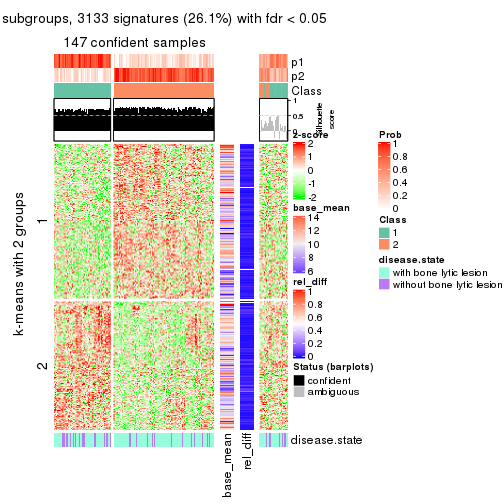 subgroups, 3133 signatures (26.1%) with fdr < 0.05
147 confident samples
p1
p2
Class
1
0.5
0
Silhouette
score
k-means with 2 groups
1
2
z-score
2
1
0
-1
-2
base_mean
14
12
10
8
6
rel_diff
1
0.8
0.6
0.4
0.2
0
Status (barplots)
confident
ambiguous
Prob
1
0.8
0.6
0.4
0.2
0
Class
1
2
disease.state
with bone lytic lesion
without bone lytic lesion
disease.state
base_mean
rel_diff